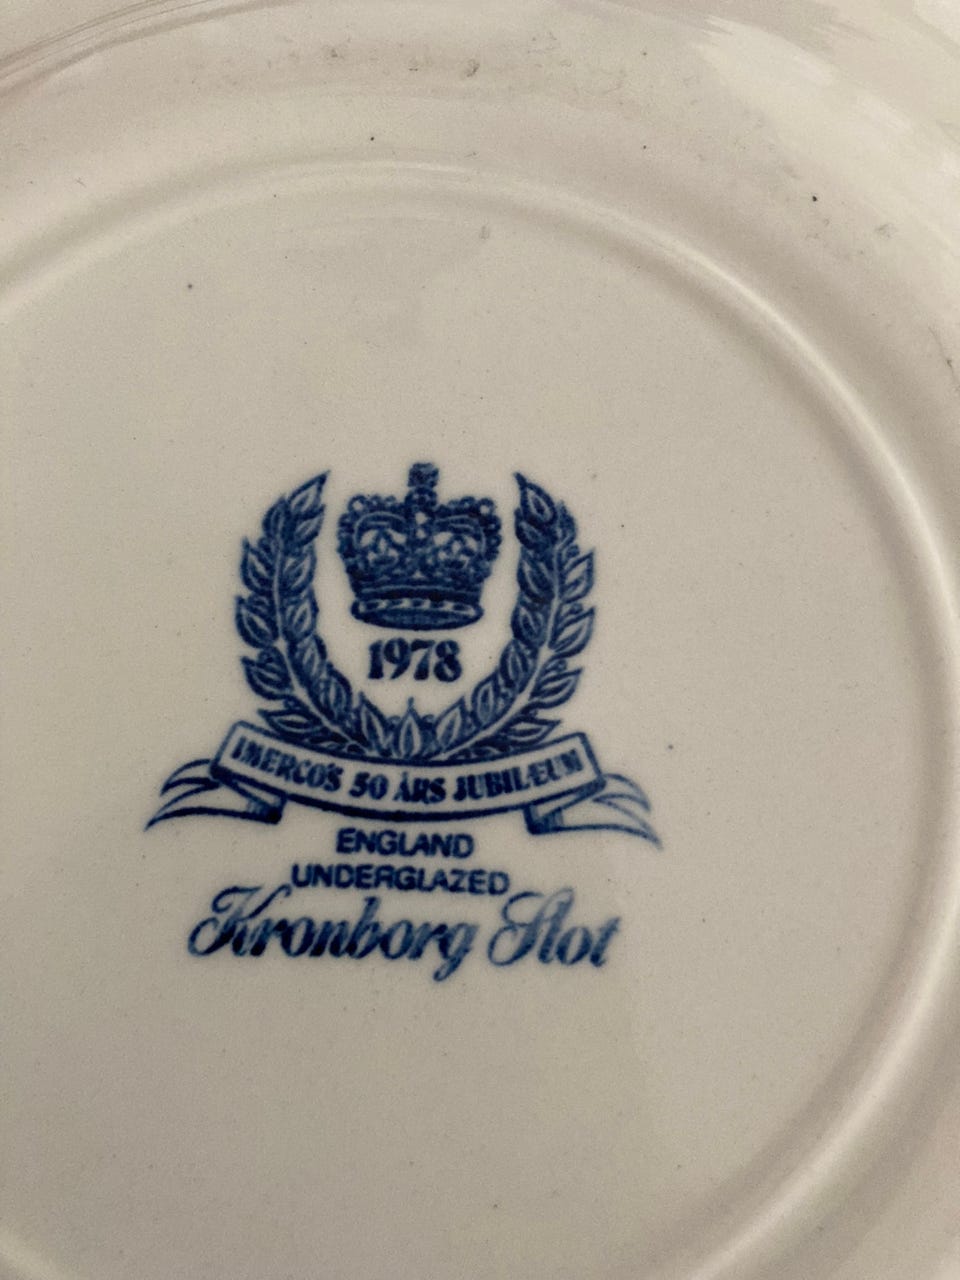 1978
IMERCO'S 50 ÅRS JUBILÆUM
ENGLAND
UNDERGLAZED
Kronborg Slot